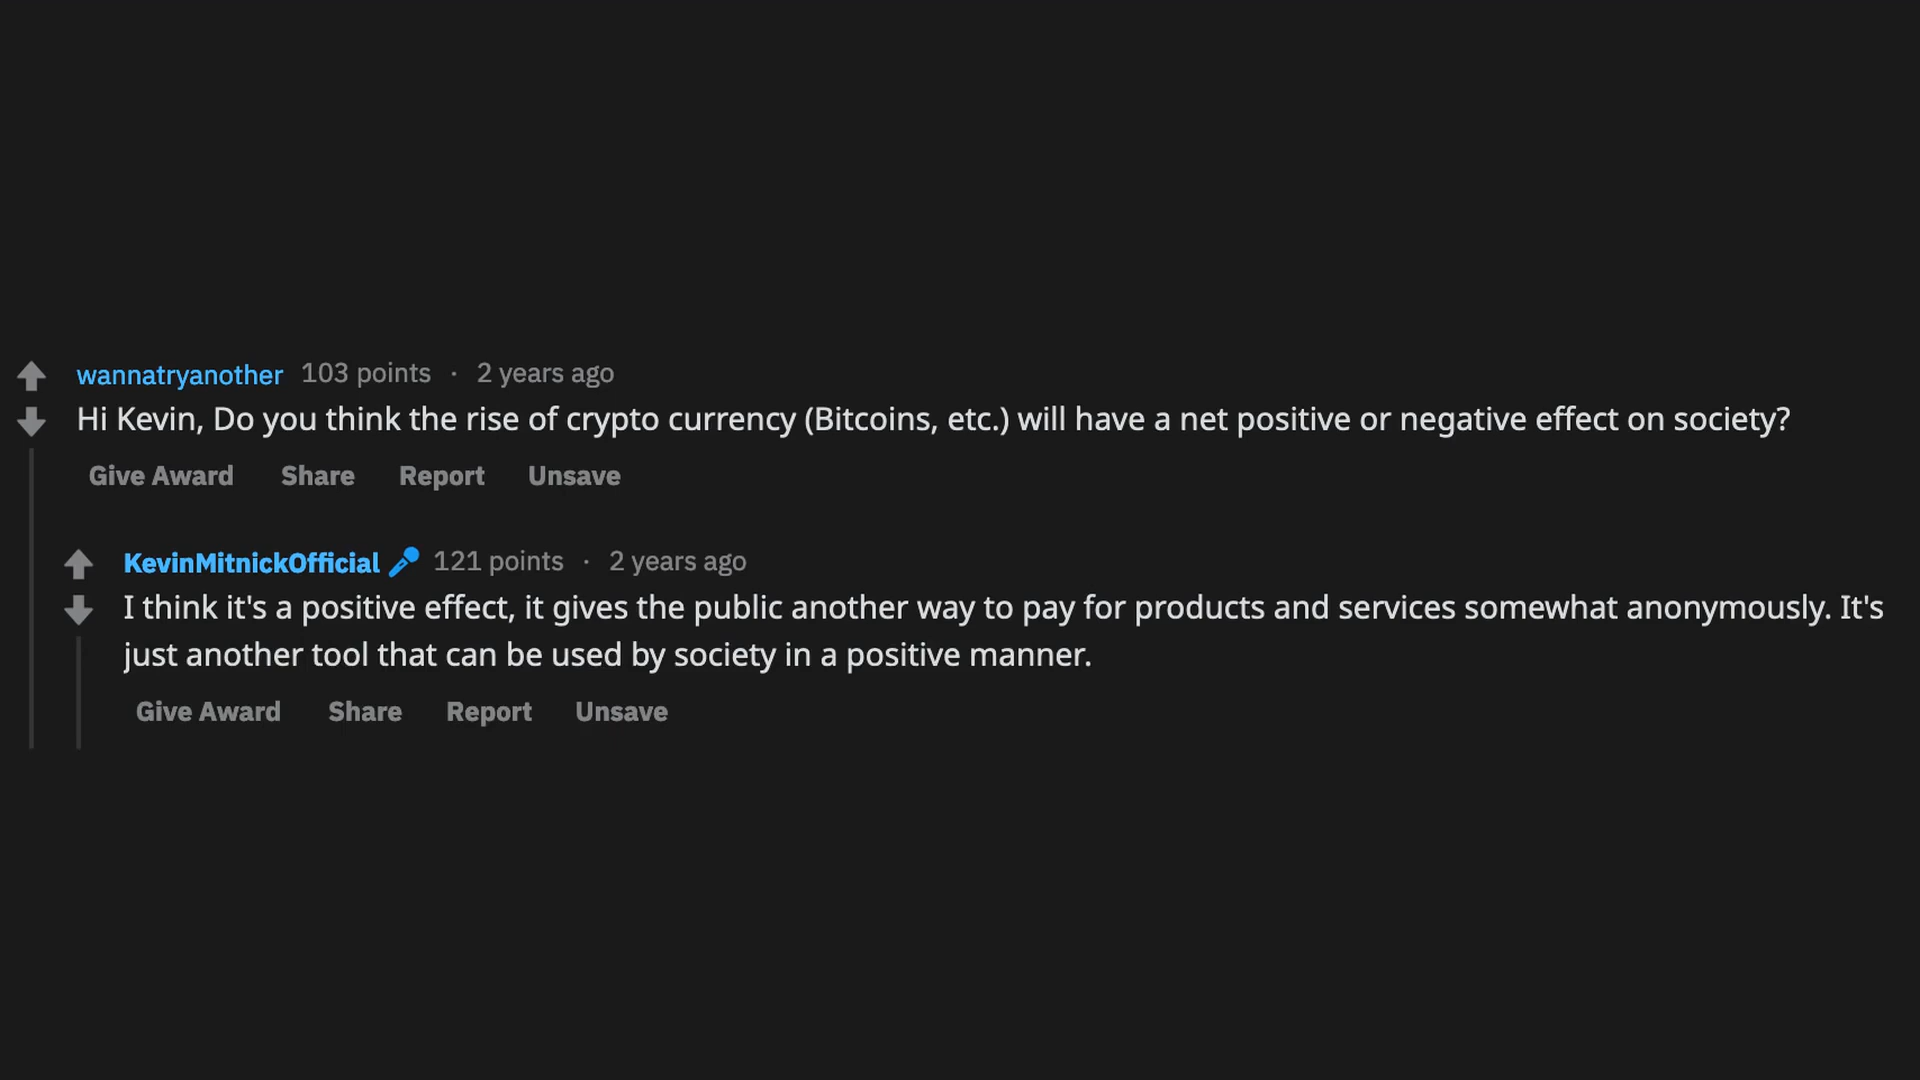 wannatryanother 103 points · 2 years ago
Hi Kevin, Do you think the rise of crypto currency (Bitcoins, etc.) will have a net positive or negative effect on society?
Give Award Share Report Unsave
KevinMitnickOfficial 121 points · 2 years ago
I think it's a positive effect, it gives the public another way to pay for products and services somewhat anonymously. It's
just another tool that can be used by society in a positive manner.
Give Award Share Report Unsave